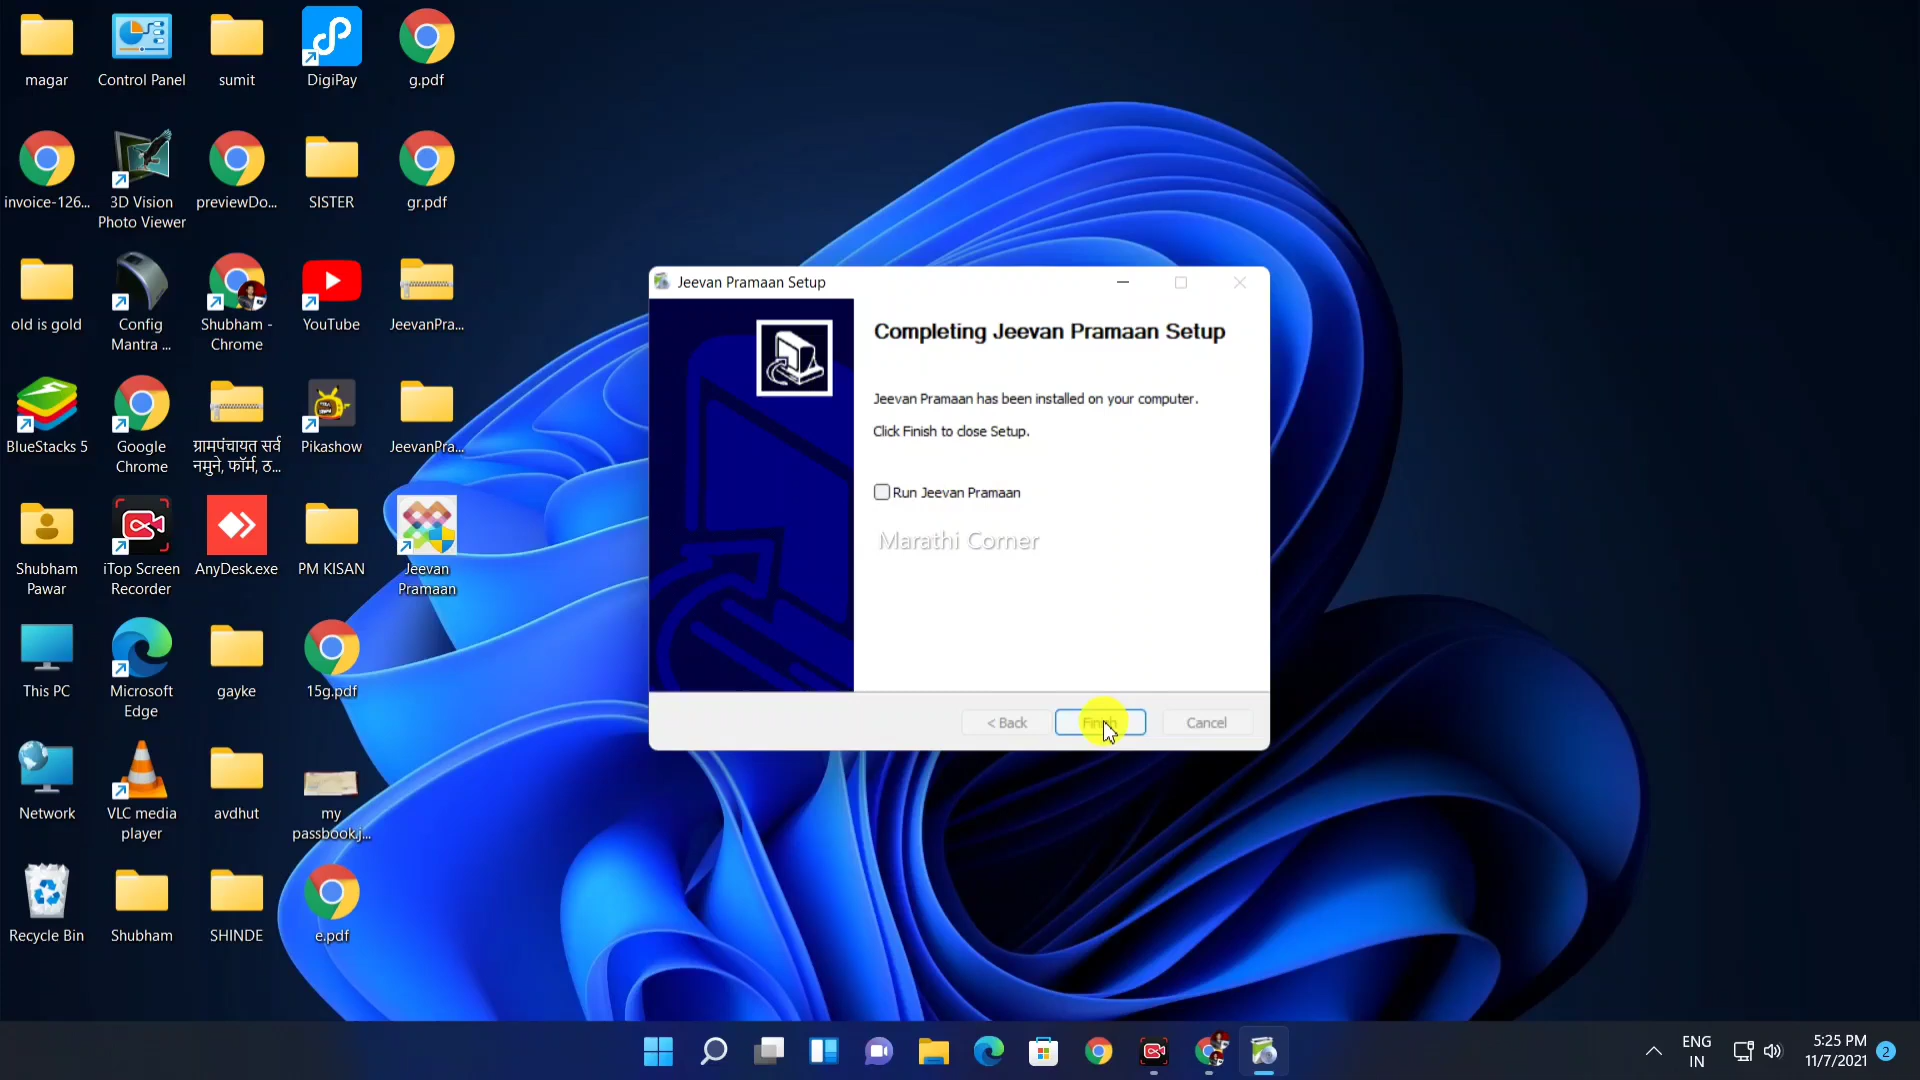 magar
Control Panel
sumit
DigiPay
g.pdf
invoice-126...
3D Vision
Photo Viewer
previewDo...
SISTER
gr.pdf
old is gold
Config
Mantra ...
Shubham -
Chrome
YouTube
JeevanPra...
BlueStacks 5
Google
Chrome
ग्रामपंचायत सर्व
नमुने, फॉर्म, ठ...
Pikashow
JeevanPra...
Shubham
Pawar
iTop Screen
Recorder
AnyDesk.exe
PM KISAN
Jeevan
Pramaan
This PC
Microsoft
Edge
gayke
15g.pdf
Network
VLC media
player
avdhut
my
passbook.j...
Recycle Bin
Shubham
SHINDE
e.pdf
Jeevan Pramaan Setup
Completing Jeevan Pramaan Setup
Jeevan Pramaan has been installed on your computer.
Click Finish to close Setup.
Run Jeevan Pramaan
Marathi Corner
< Back
Finish
Cancel
ENG
IN
5:25 PM
11/7/2021
2